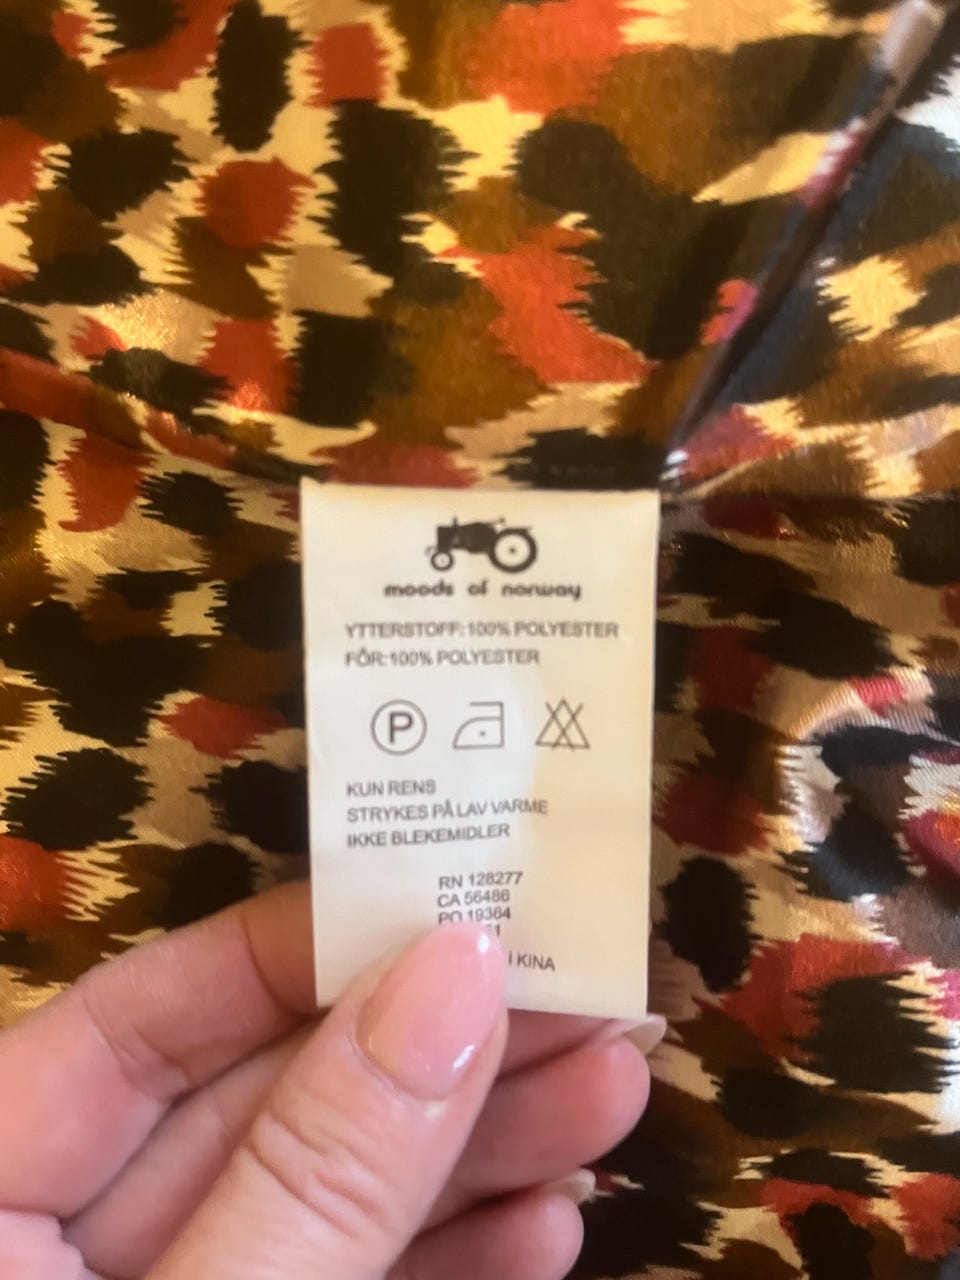 moods of norway
YTTERSTOFF: 100% POLYESTER
FÔR: 100% POLYESTER
P
KUN RENS
STRYKES PÅ LAV VARME
IKKE BLEKEMIDLER
RN 128277
CA 56486
PO 19364
I KINA